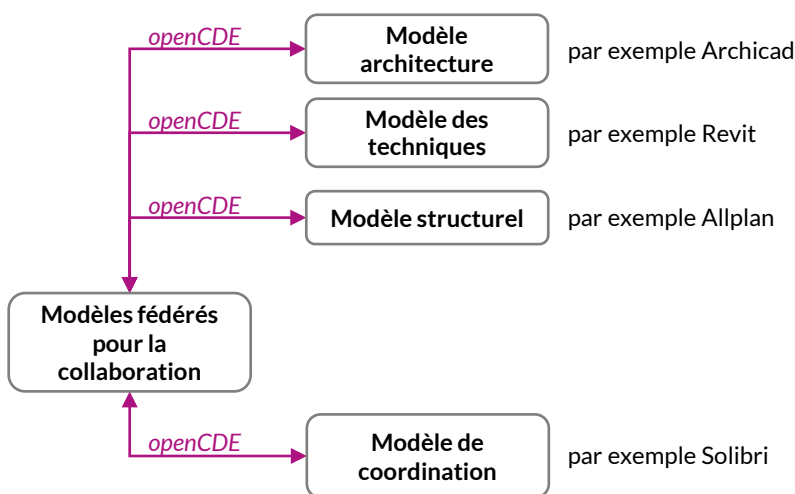 openCDE
Modèle
architecture
par exemple Archicad
openCDE
Modèle des
techniques
par exemple Revit
openCDE
Modèle structurel
par exemple Allplan
Modèles fédérés
pour la
collaboration
openCDE
Modèle de
coordination
par exemple Solibri